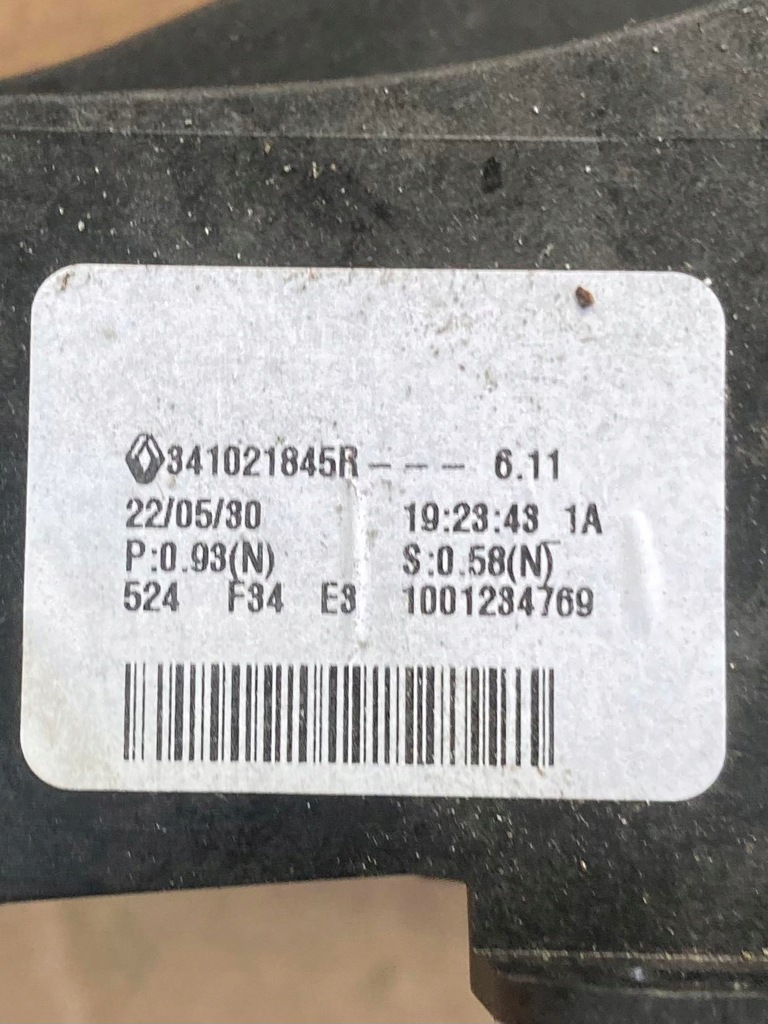 341021845R--- 6.11
22/05/30 19:23:43 1A
P:0.93(N) S:0.58(N)
524 F34 E3 1001234769